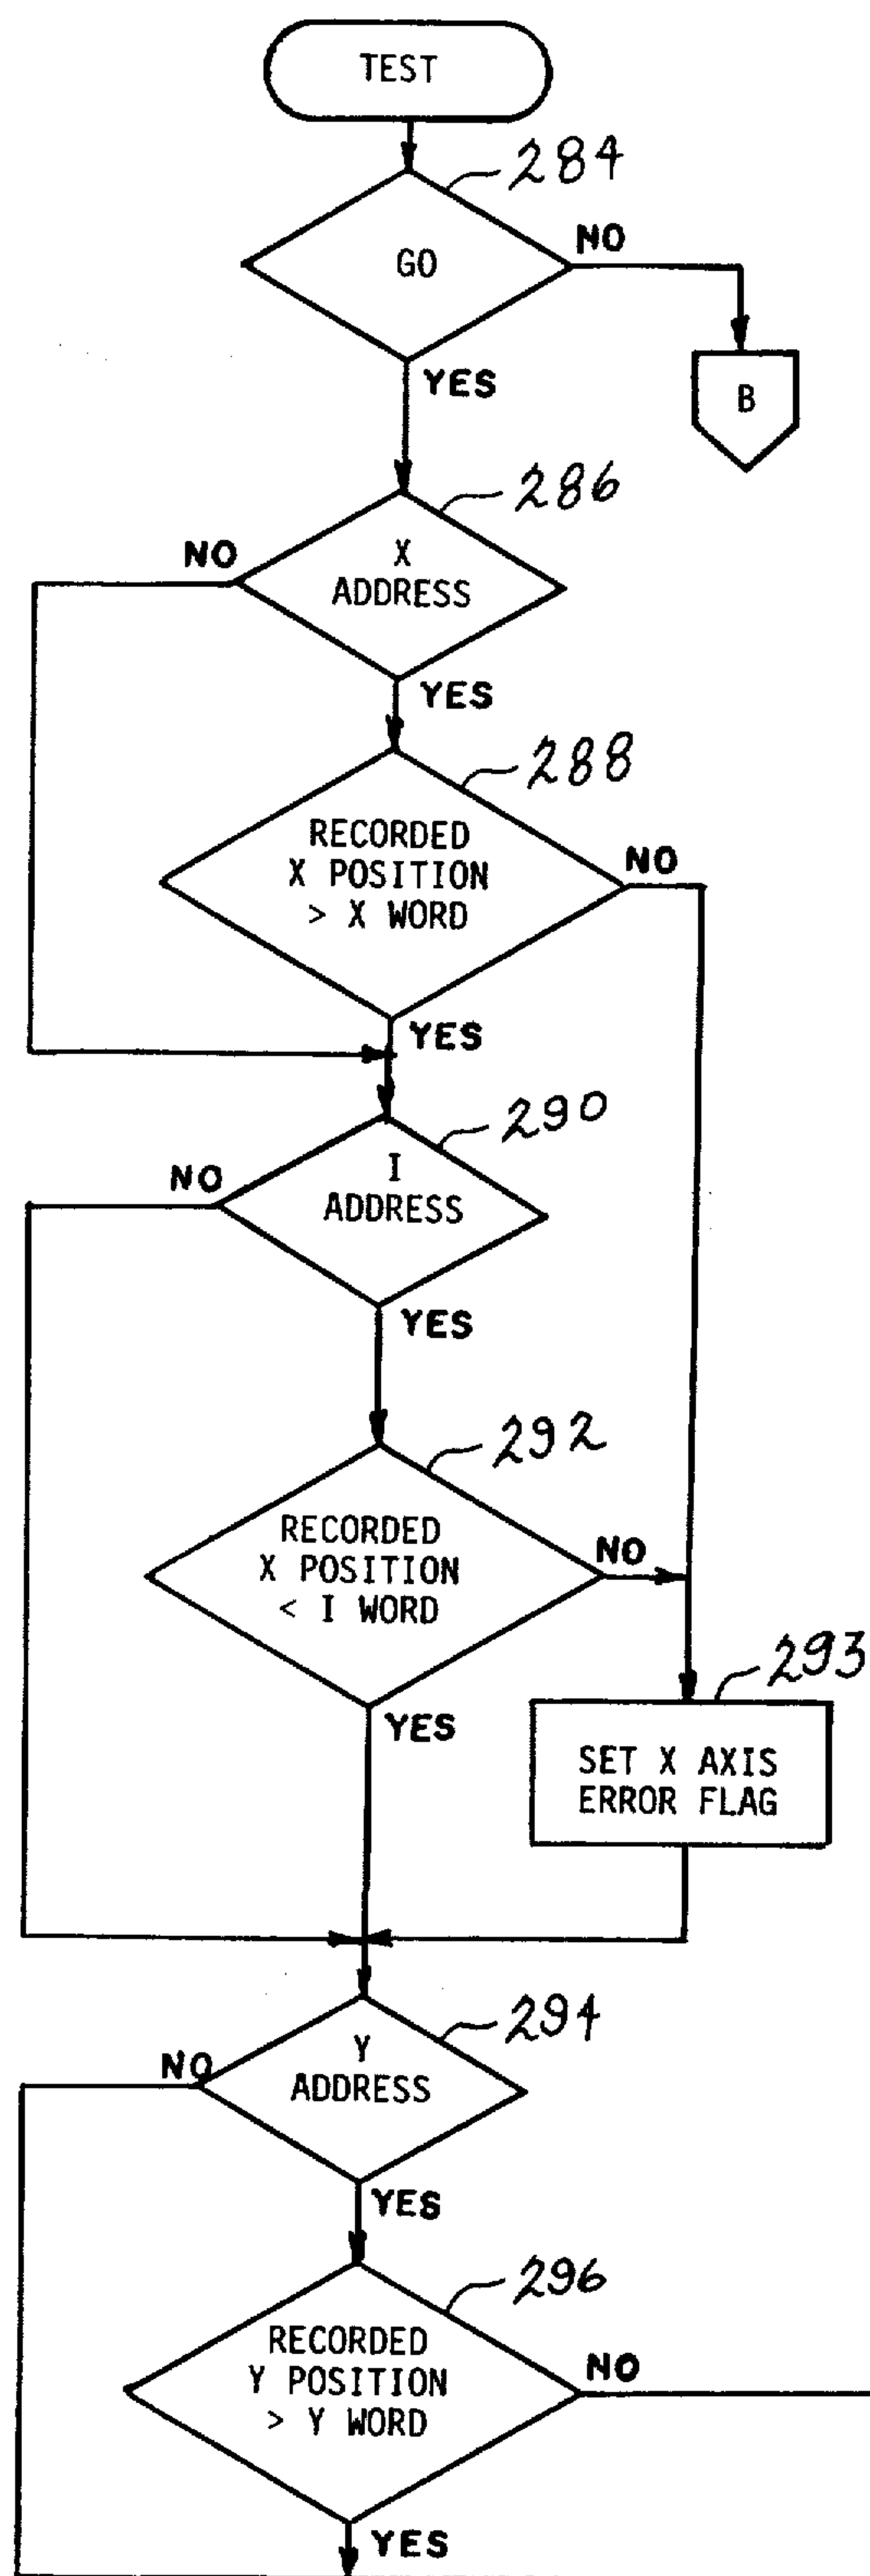 TEST
284
GO
NO
YES
B
286
NO
X
ADDRESS
YES
288
RECORDED
X POSITION
> X WORD
NO
YES
290
NO
I
ADDRESS
YES
292
RECORDED
X POSITION
< I WORD
NO
YES
293
SET X AXIS
ERROR FLAG
294
NO
Y
ADDRESS
YES
296
RECORDED
Y POSITION
> Y WORD
NO
YES